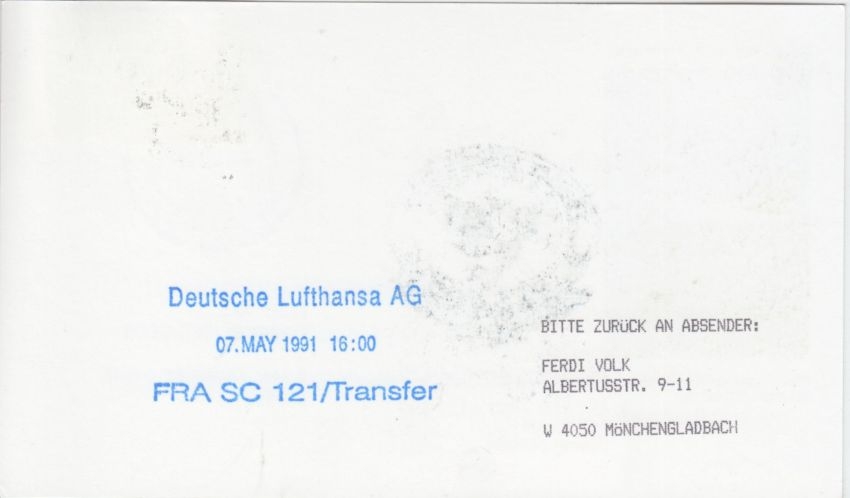 Deutsche Lufthansa AG
07.MAY 1991 16:00
FRA SC 121/Transfer
BITTE ZURüCK AN ABSENDER:
FERDI VOLK
ALBERTUSSTR. 9-11
W 4050 MöNCHENGLADBACH